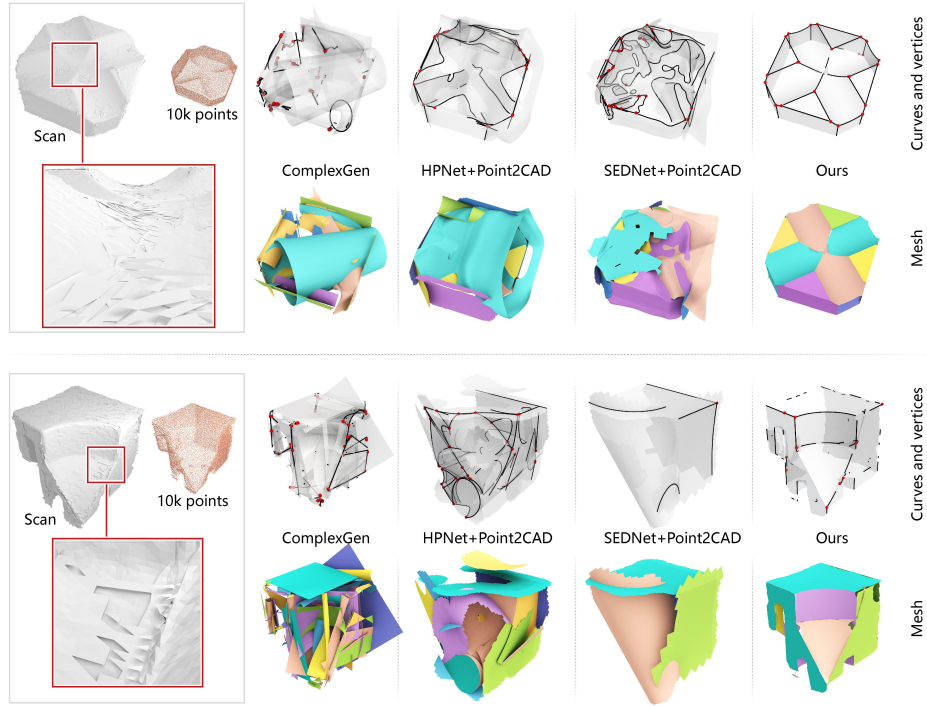 10k points
Scan
ComplexGen
HPNet+Point2CAD
SEDNet+Point2CAD
Ours
Curves and vertices
Mesh
10k points
Scan
ComplexGen
HPNet+Point2CAD
SEDNet+Point2CAD
Ours
Curves and vertices
Mesh